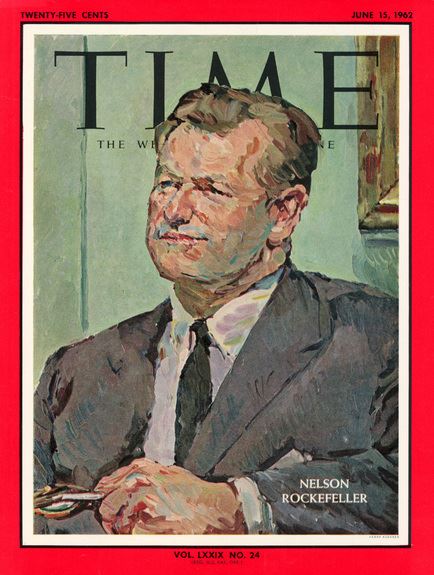 TWENTY-FIVE CENTS
JUNE 15, 1962
TIME
THE WE NE
NELSON
ROCKEFELLER
VOL. LXXIX NO. 24